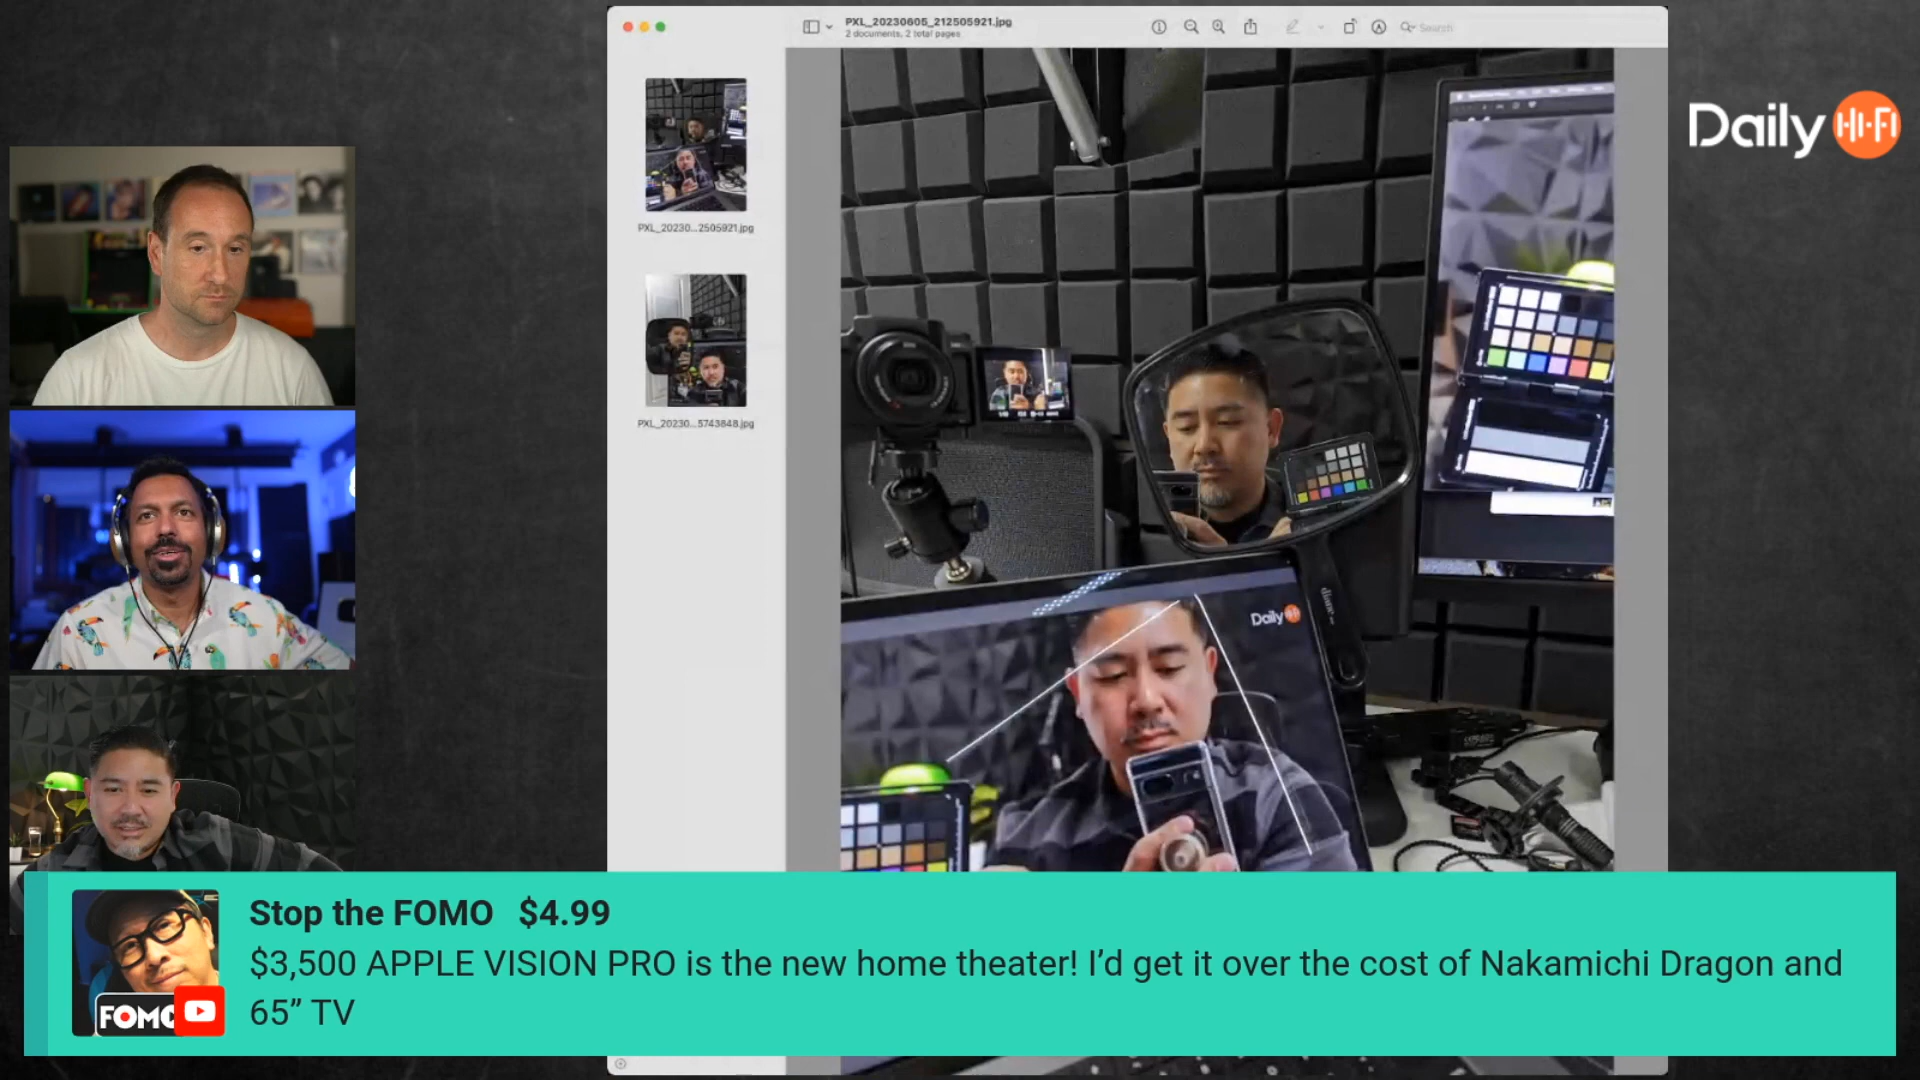 PXL_20230605_212505921.jpg
2 documents, 2 total pages
Search
Daily HI-FI
PXL_20230...2505921.jpg
PXL_20230...5743848.jpg
diane
Daily
Stop the FOMO $4.99
$3,500 APPLE VISION PRO is the new home theater! I’d get it over the cost of Nakamichi Dragon and
65” TV
FOMO